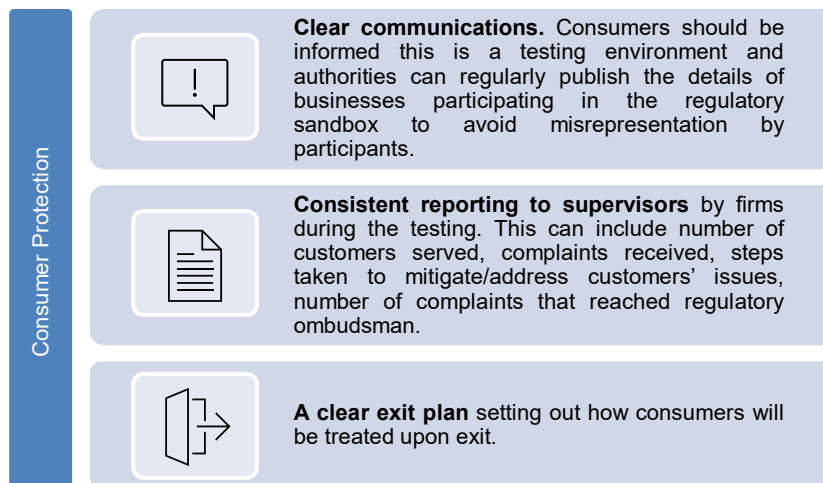 Consumer Protection
Clear communications. Consumers should be
informed this is a testing environment and
authorities can regularly publish the details of
businesses participating in the regulatory
sandbox to avoid misrepresentation by
participants.
Consistent reporting to supervisors by firms
during the testing. This can include number of
customers served, complaints received, steps
taken to mitigate/address customers’ issues,
number of complaints that reached regulatory
ombudsman.
A clear exit plan setting out how consumers will
be treated upon exit.